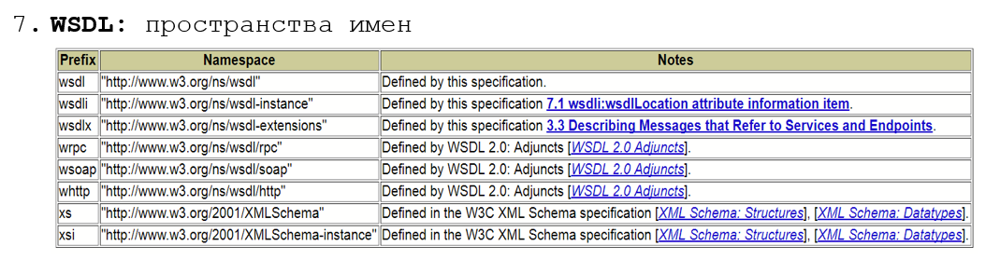 7. WSDL: пространства имен
Prefix Namespace Notes
wsdl "http://www.w3.org/ns/wsdl" Defined by this specification.
wsdli "http://www.w3.org/ns/wsdl-instance" Defined by this specification 7.1 wsdli:wsdlLocation attribute information item.
wsdlx "http://www.w3.org/ns/wsdl-extensions" Defined by this specification 3.3 Describing Messages that Refer to Services and Endpoints.
wrpc "http://www.w3.org/ns/wsdl/rpc" Defined by WSDL 2.0: Adjuncts [WSDL 2.0 Adjuncts].
wsoap "http://www.w3.org/ns/wsdl/soap" Defined by WSDL 2.0: Adjuncts [WSDL 2.0 Adjuncts].
whttp "http://www.w3.org/ns/wsdl/http" Defined by WSDL 2.0: Adjuncts [WSDL 2.0 Adjuncts].
xs "http://www.w3.org/2001/XMLSchema" Defined in the W3C XML Schema specification [XML Schema: Structures], [XML Schema: Datatypes].
xsi "http://www.w3.org/2001/XMLSchema-instance" Defined in the W3C XML Schema specification [XML Schema: Structures], [XML Schema: Datatypes].